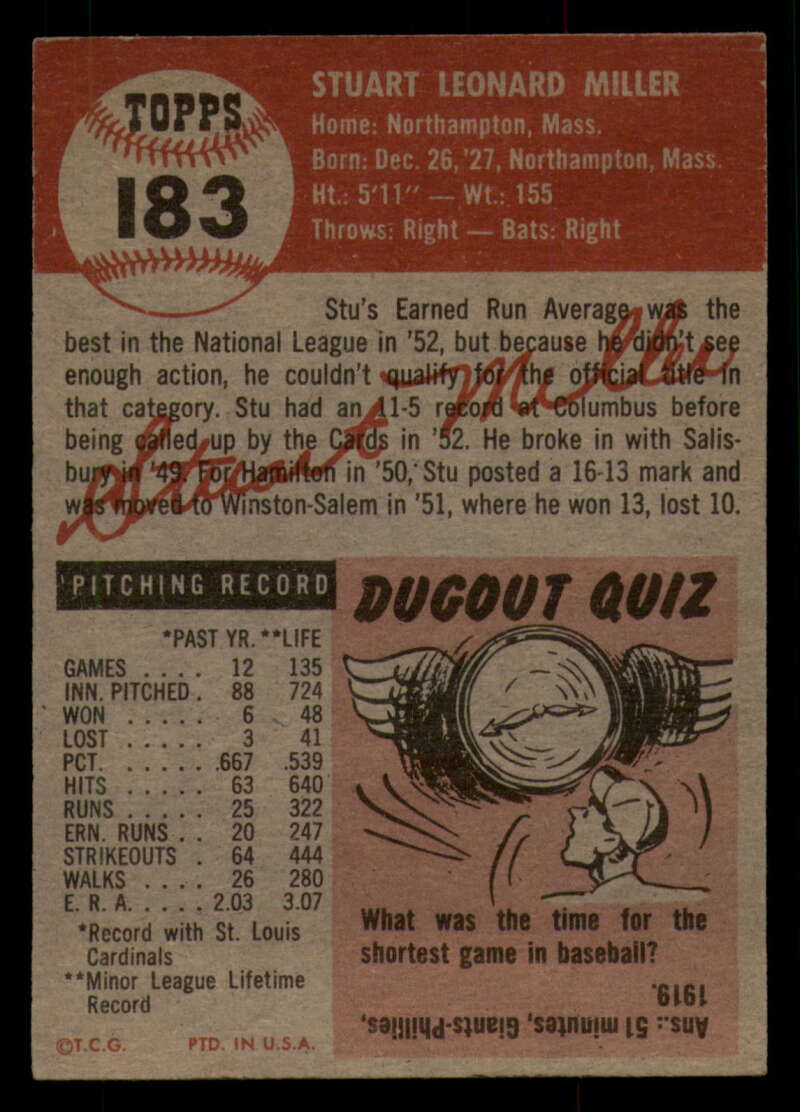 TOPPS
183
STUART LEONARD MILLER
Home: Northampton, Mass.
Born: Dec. 26, '27, Northampton, Mass.
Ht.: 5'11" — Wt.: 155
Throws: Right — Bats: Right
Stu's Earned Run Average was the
best in the National League in '52, but because he didn't see
enough action, he couldn't qualify for the official title in
that category. Stu had an 11-5 record at Columbus before
being called up by the Cards in '52. He broke in with Salis-
bury in '49. For Hamilton in '50, Stu posted a 16-13 mark and
was moved to Winston-Salem in '51, where he won 13, lost 10.
Stuart Miller
PITCHING RECORD
*PAST YR. **LIFE
GAMES . . . . 12 135
INN. PITCHED . 88 724
WON . . . . . 6 48
LOST . . . . . 3 41
PCT. . . . . . .667 .539
HITS . . . . . 63 640
RUNS . . . . . 25 322
ERN. RUNS . . 20 247
STRIKEOUTS . 64 444
WALKS . . . . 26 280
E. R. A. . . . . 2.03 3.07
*Record with St. Louis
Cardinals
**Minor League Lifetime
Record
©T.C.G. PTD. IN U.S.A.
DUGOUT QUIZ
What was the time for the
shortest game in baseball?
Ans.: 51 minutes, Giants-Phillies,
1919.